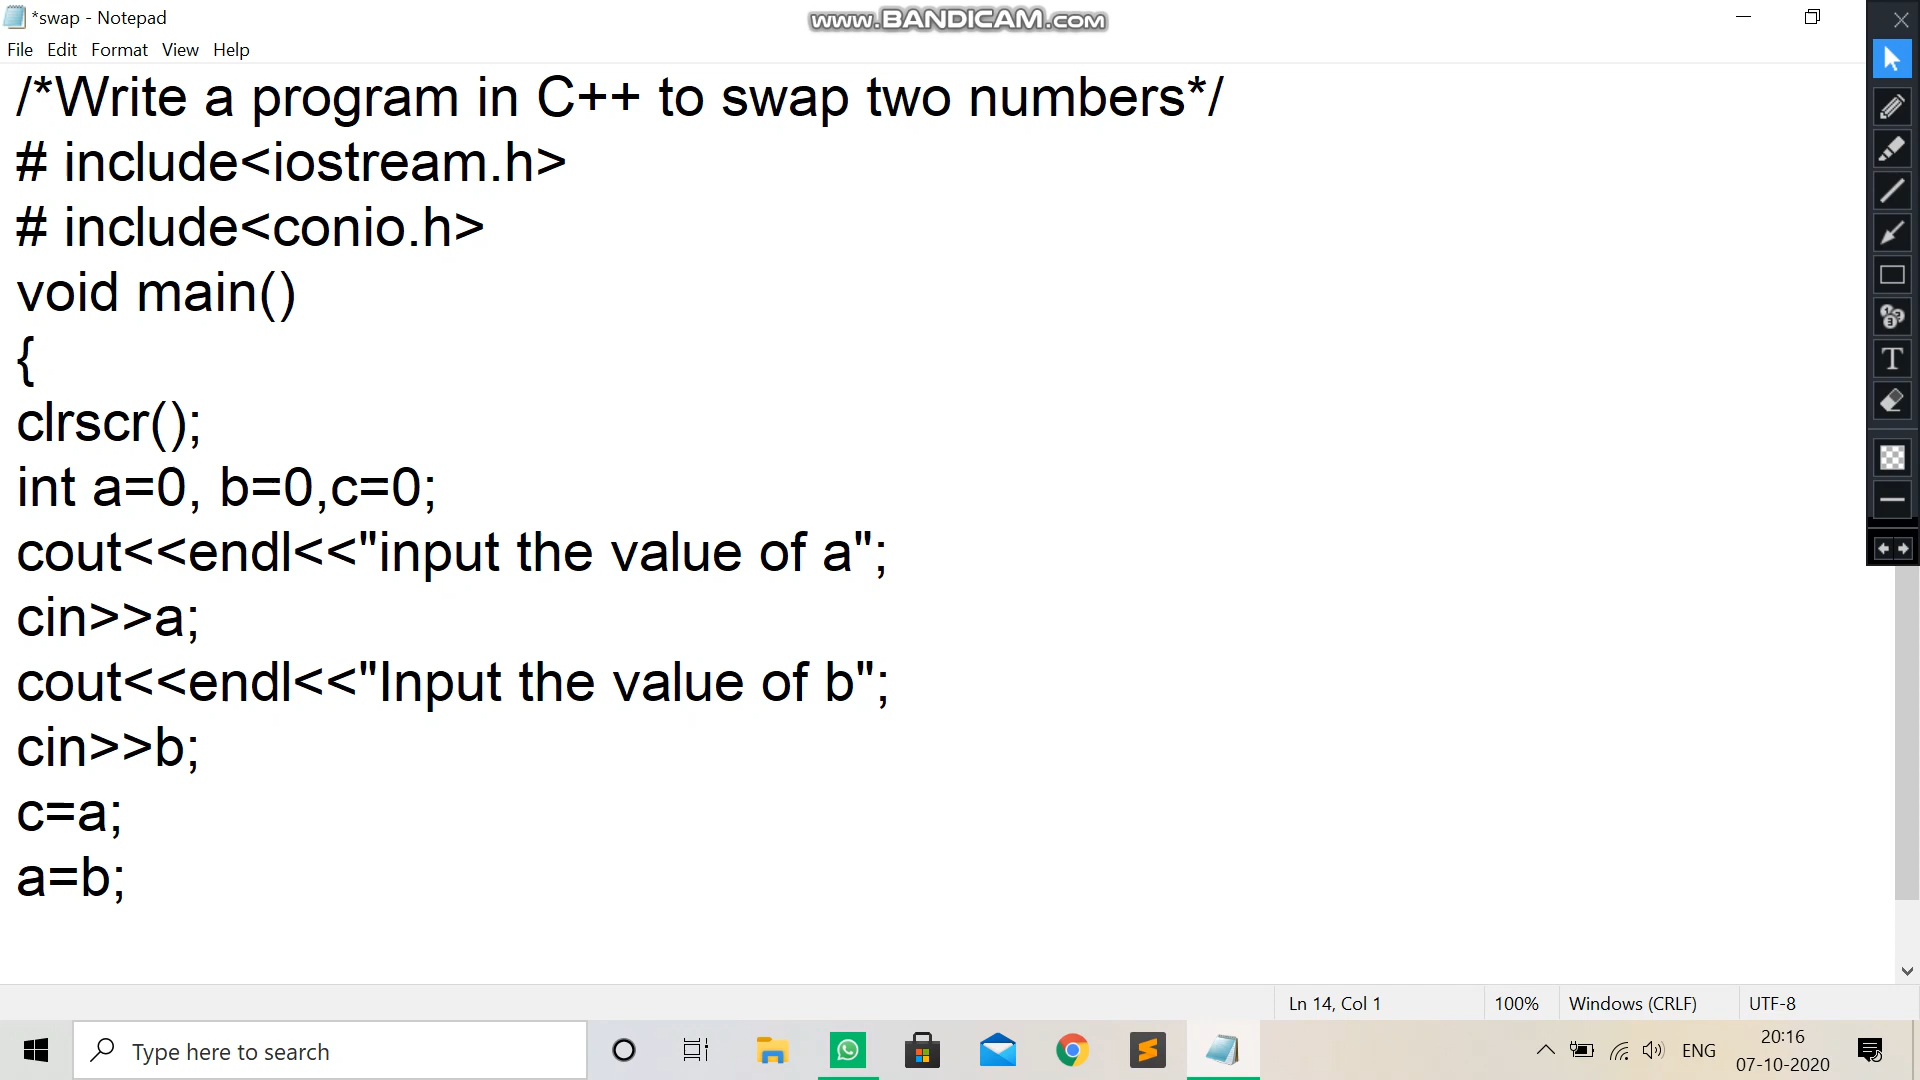 *swap - Notepad
www.BANDICAM.com
File Edit Format View Help
/*Write a program in C++ to swap two numbers*/
# include<iostream.h>
# include<conio.h>
void main()
{
clrscr();
int a=0, b=0,c=0;
cout<<endl<<"input the value of a";
cin>>a;
cout<<endl<<"Input the value of b";
cin>>b;
c=a;
a=b;
Ln 14, Col 1 100% Windows (CRLF) UTF-8
Type here to search
ENG
20:16
07-10-2020